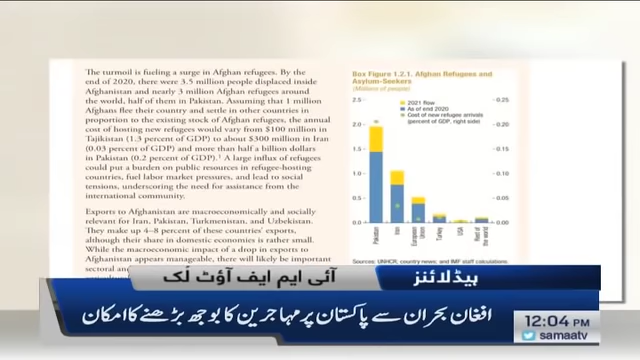 The turmoil is fueling a surge in Afghan refugees. By the
end of 2020, there were 3.5 million people displaced inside
Afghanistan and nearly 3 million Afghan refugees around
the world, half of them in Pakistan. Assuming that 1 million
Afghans flee their country and settle in other countries in
proportion to the existing stock of Afghan refugees, the annual
cost of hosting new refugees would vary from $100 million in
Tajikistan (1.3 percent of GDP) to about $300 million in Iran
(0.03 percent of GDP) and more than half a billion dollars
in Pakistan (0.2 percent of GDP).¹ A large influx of refugees
could put a burden on public resources in refugee-hosting
countries, fuel labor market pressures, and lead to social
tensions, underscoring the need for assistance from the
international community.
Exports to Afghanistan are macroeconomically and socially
relevant for Iran, Pakistan, Turkmenistan, and Uzbekistan.
They make up 4–8 percent of these countries' exports,
although their share in domestic economies is rather small.
While the macroeconomic impact of a drop in exports to
Afghanistan appears manageable, there will likely be important
sectoral and
Box Figure 1.2.1. Afghan Refugees and
Asylum-Seekers
(Millions of people)
2.5
2.0
1.5
1.0
0.5
0.0
2021 flow
As of end 2020
Cost of new refugee arrivals
(percent of GDP, right side)
0.25
0.20
0.15
0.10
0.05
0.00
Pakistan
Iran
European
Union
Turkey
USA
Rest of
the world
Sources: UNHCR, country news; and IMF staff calculations.
ہیڈلائنز
آئی ایم ایف آؤٹ لُک
افغان بحران سے پاکستان پر مہاجرین کا بوجھ بڑھنے کا امکان
12:04 PM
samaatv